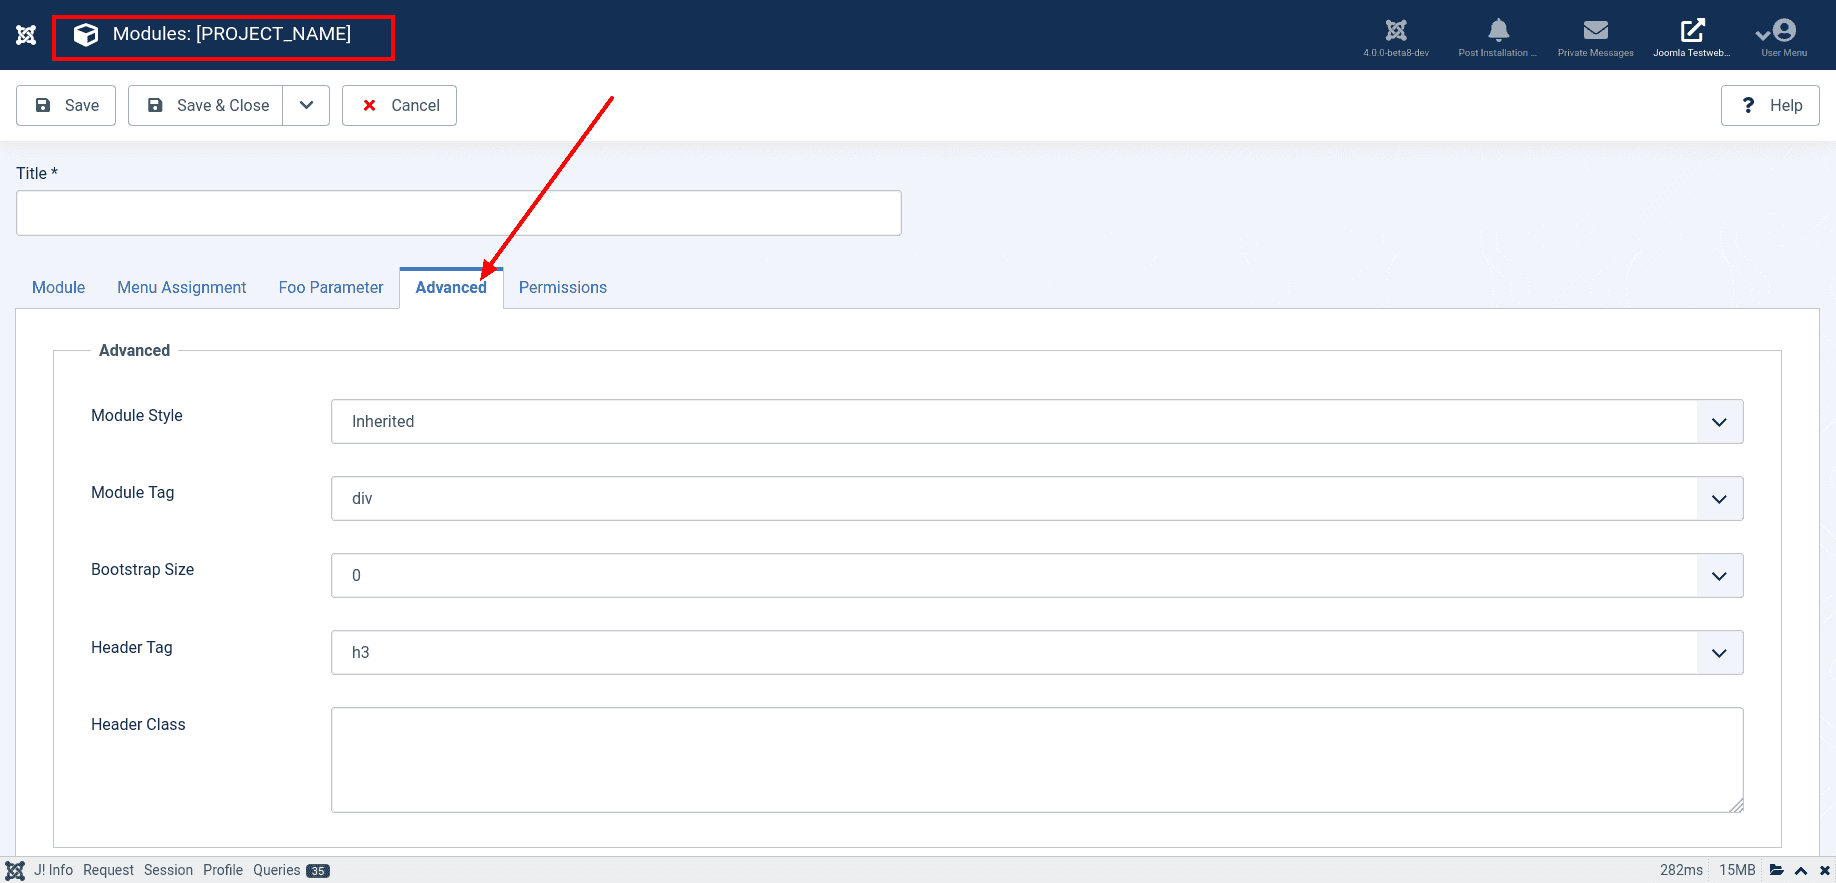 Modules: [PROJECT_NAME]
4.0.0-beta8-dev
Post Installation ...
Private Messages
Joomla Testweb...
User Menu
Save
Save & Close
Cancel
? Help
Title *
Module
Menu Assignment
Foo Parameter
Advanced
Permissions
Advanced
Module Style
Inherited
Module Tag
div
Bootstrap Size
0
Header Tag
h3
Header Class
J! Info Request Session Profile Queries 35
282ms 15MB